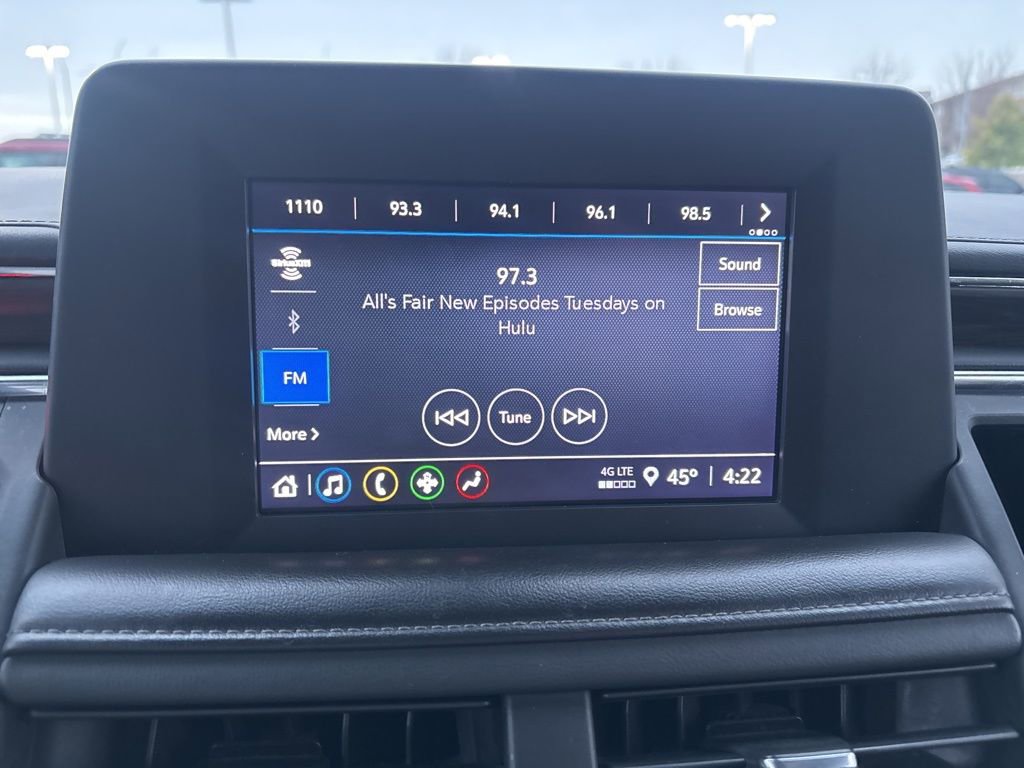 1110 93.3 94.1 96.1 98.5
SiriusXM
97.3
Sound
All's Fair New Episodes Tuesdays on
Hulu
Browse
FM
Tune
More
4G LTE
45° 4:22